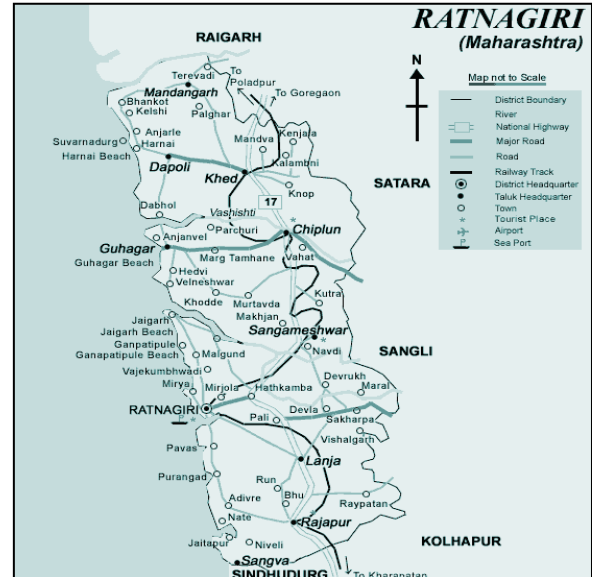 RATNAGIRI
(Maharashtra)
RAIGARH
N
Map not to Scale
District Boundary
River
National Highway
Major Road
Road
Railway Track
District Headquarter
Taluk Headquarter
Town
Tourist Place
Airport
Sea Port
P
To
Poladpur
To Goregaon
Terevadi
Mandangarh
Bhankot
Kelshi
Palghar
Anjarle
Suvarnadurg
Harnai
Harnai Beach
Mandva
Kenjala
Kalambni
Dapoli
Khed
Knop
SATARA
17
Dabhol
Vashishti
Parchuri
Chiplun
Anjanvel
Guhagar
Marg Tamhane
Vahat
Guhagar Beach
Hedvi
Velneshwar
Khodde
Murtavda
Kutra
Makhjan
Jaigarh
Jaigarh Beach
Sangameshwar
Ganpatipule
Ganapatipule Beach
Malgund
Navdi
SANGLI
Vajekumbhwadi
Mirya
Mirjola
Hathkamba
Devrukh
Maral
RATNAGIRI
P
Pali
Devla
Sakharpa
Vishalgarh
Pavas
Lanja
Purangad
Run
Adivre
Bhu
Raypatan
Nate
Rajapur
Jaitapur
Niveli
KOLHAPUR
Sangva
SINDHUDURG
To Kharapatan